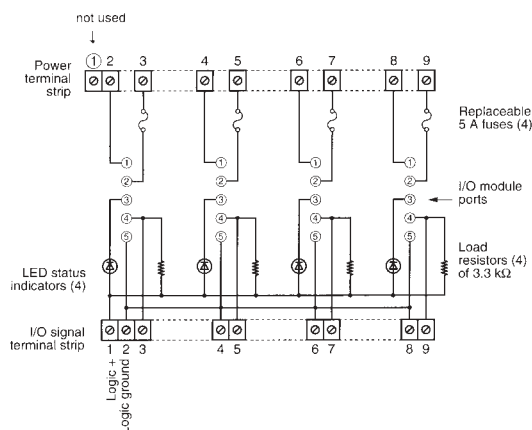 not used
① 2 3 4 5 6 7 8 9
Power
terminal
strip
Replaceable
5 A fuses (4)
① ① ① ①
② ② ② ②
③ ③ ③ ③
I/O module
ports
④ ④ ④ ④
⑤ ⑤ ⑤ ⑤
LED status
indicators (4)
Load
resistors (4)
of 3.3 kΩ
I/O signal
terminal strip
1 2 3 4 5 6 7 8 9
Logic +
Logic ground